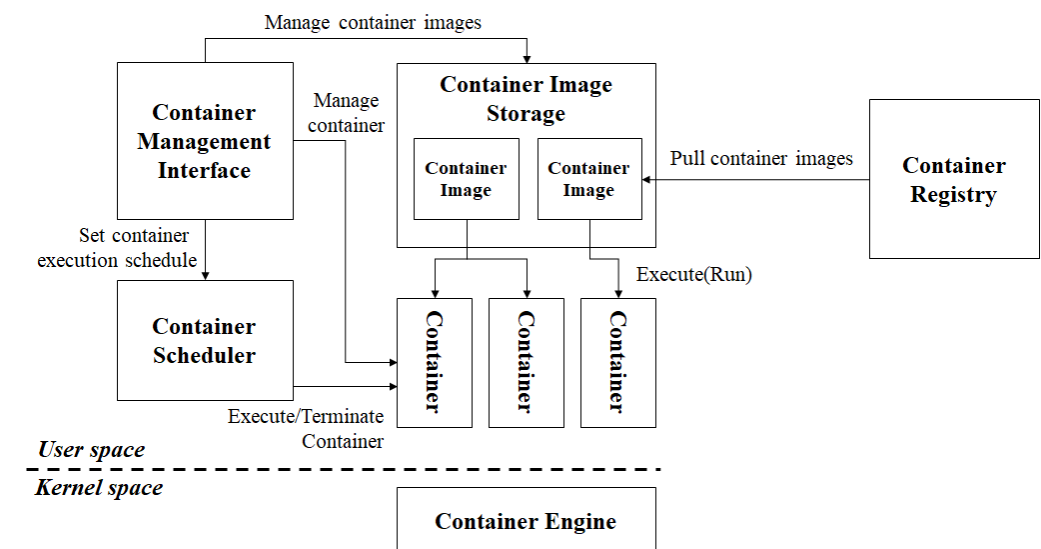 Manage container images
Container
Management
Interface
Manage
container
Container Image
Storage
Container
Image
Container
Image
Pull container images
Container
Registry
Set container
execution schedule
Execute(Run)
Container
Scheduler
Container
Container
Container
Execute/Terminate
Container
User space
Kernel space
Container Engine